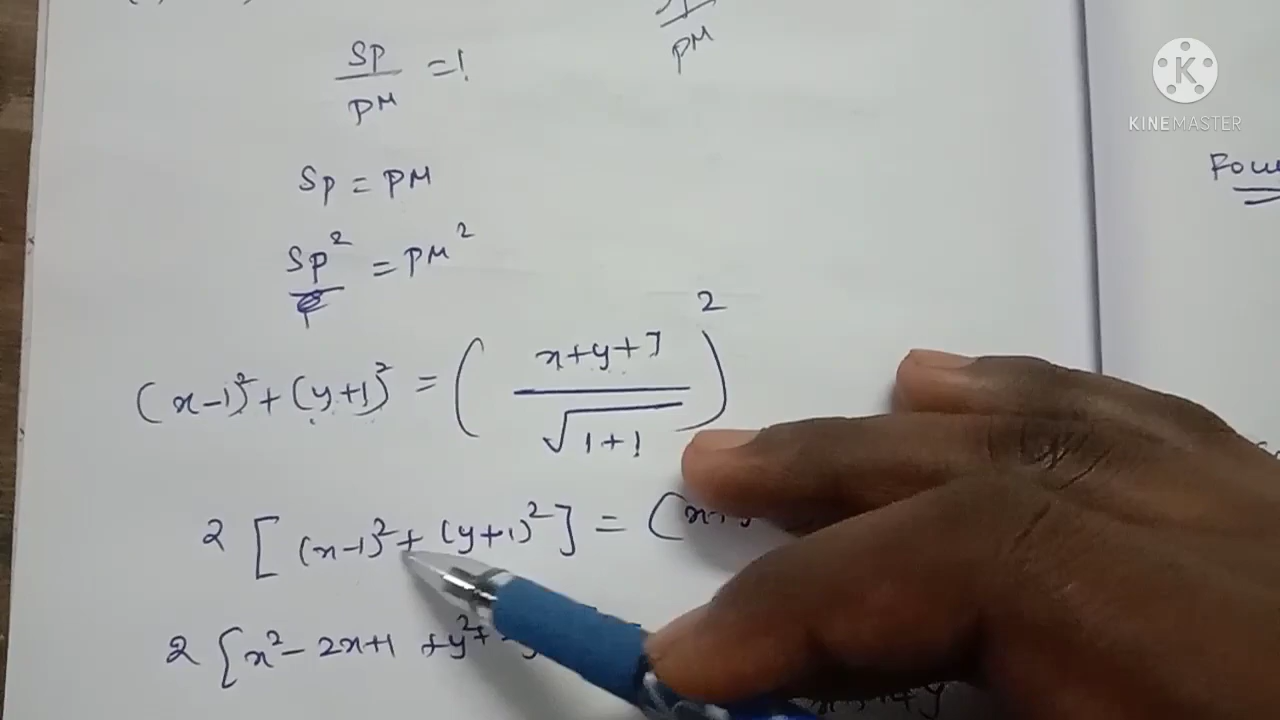 SP/PM
SP/PM = 1
SP = PM
SP² = PM²
(x-1)² + (y+1)² = ((x+y+7)/√(1+1))²
2 [(x-1)² + (y+1)²] = (x+y
2 [x² - 2x+1 + y² +
KINEMASTER